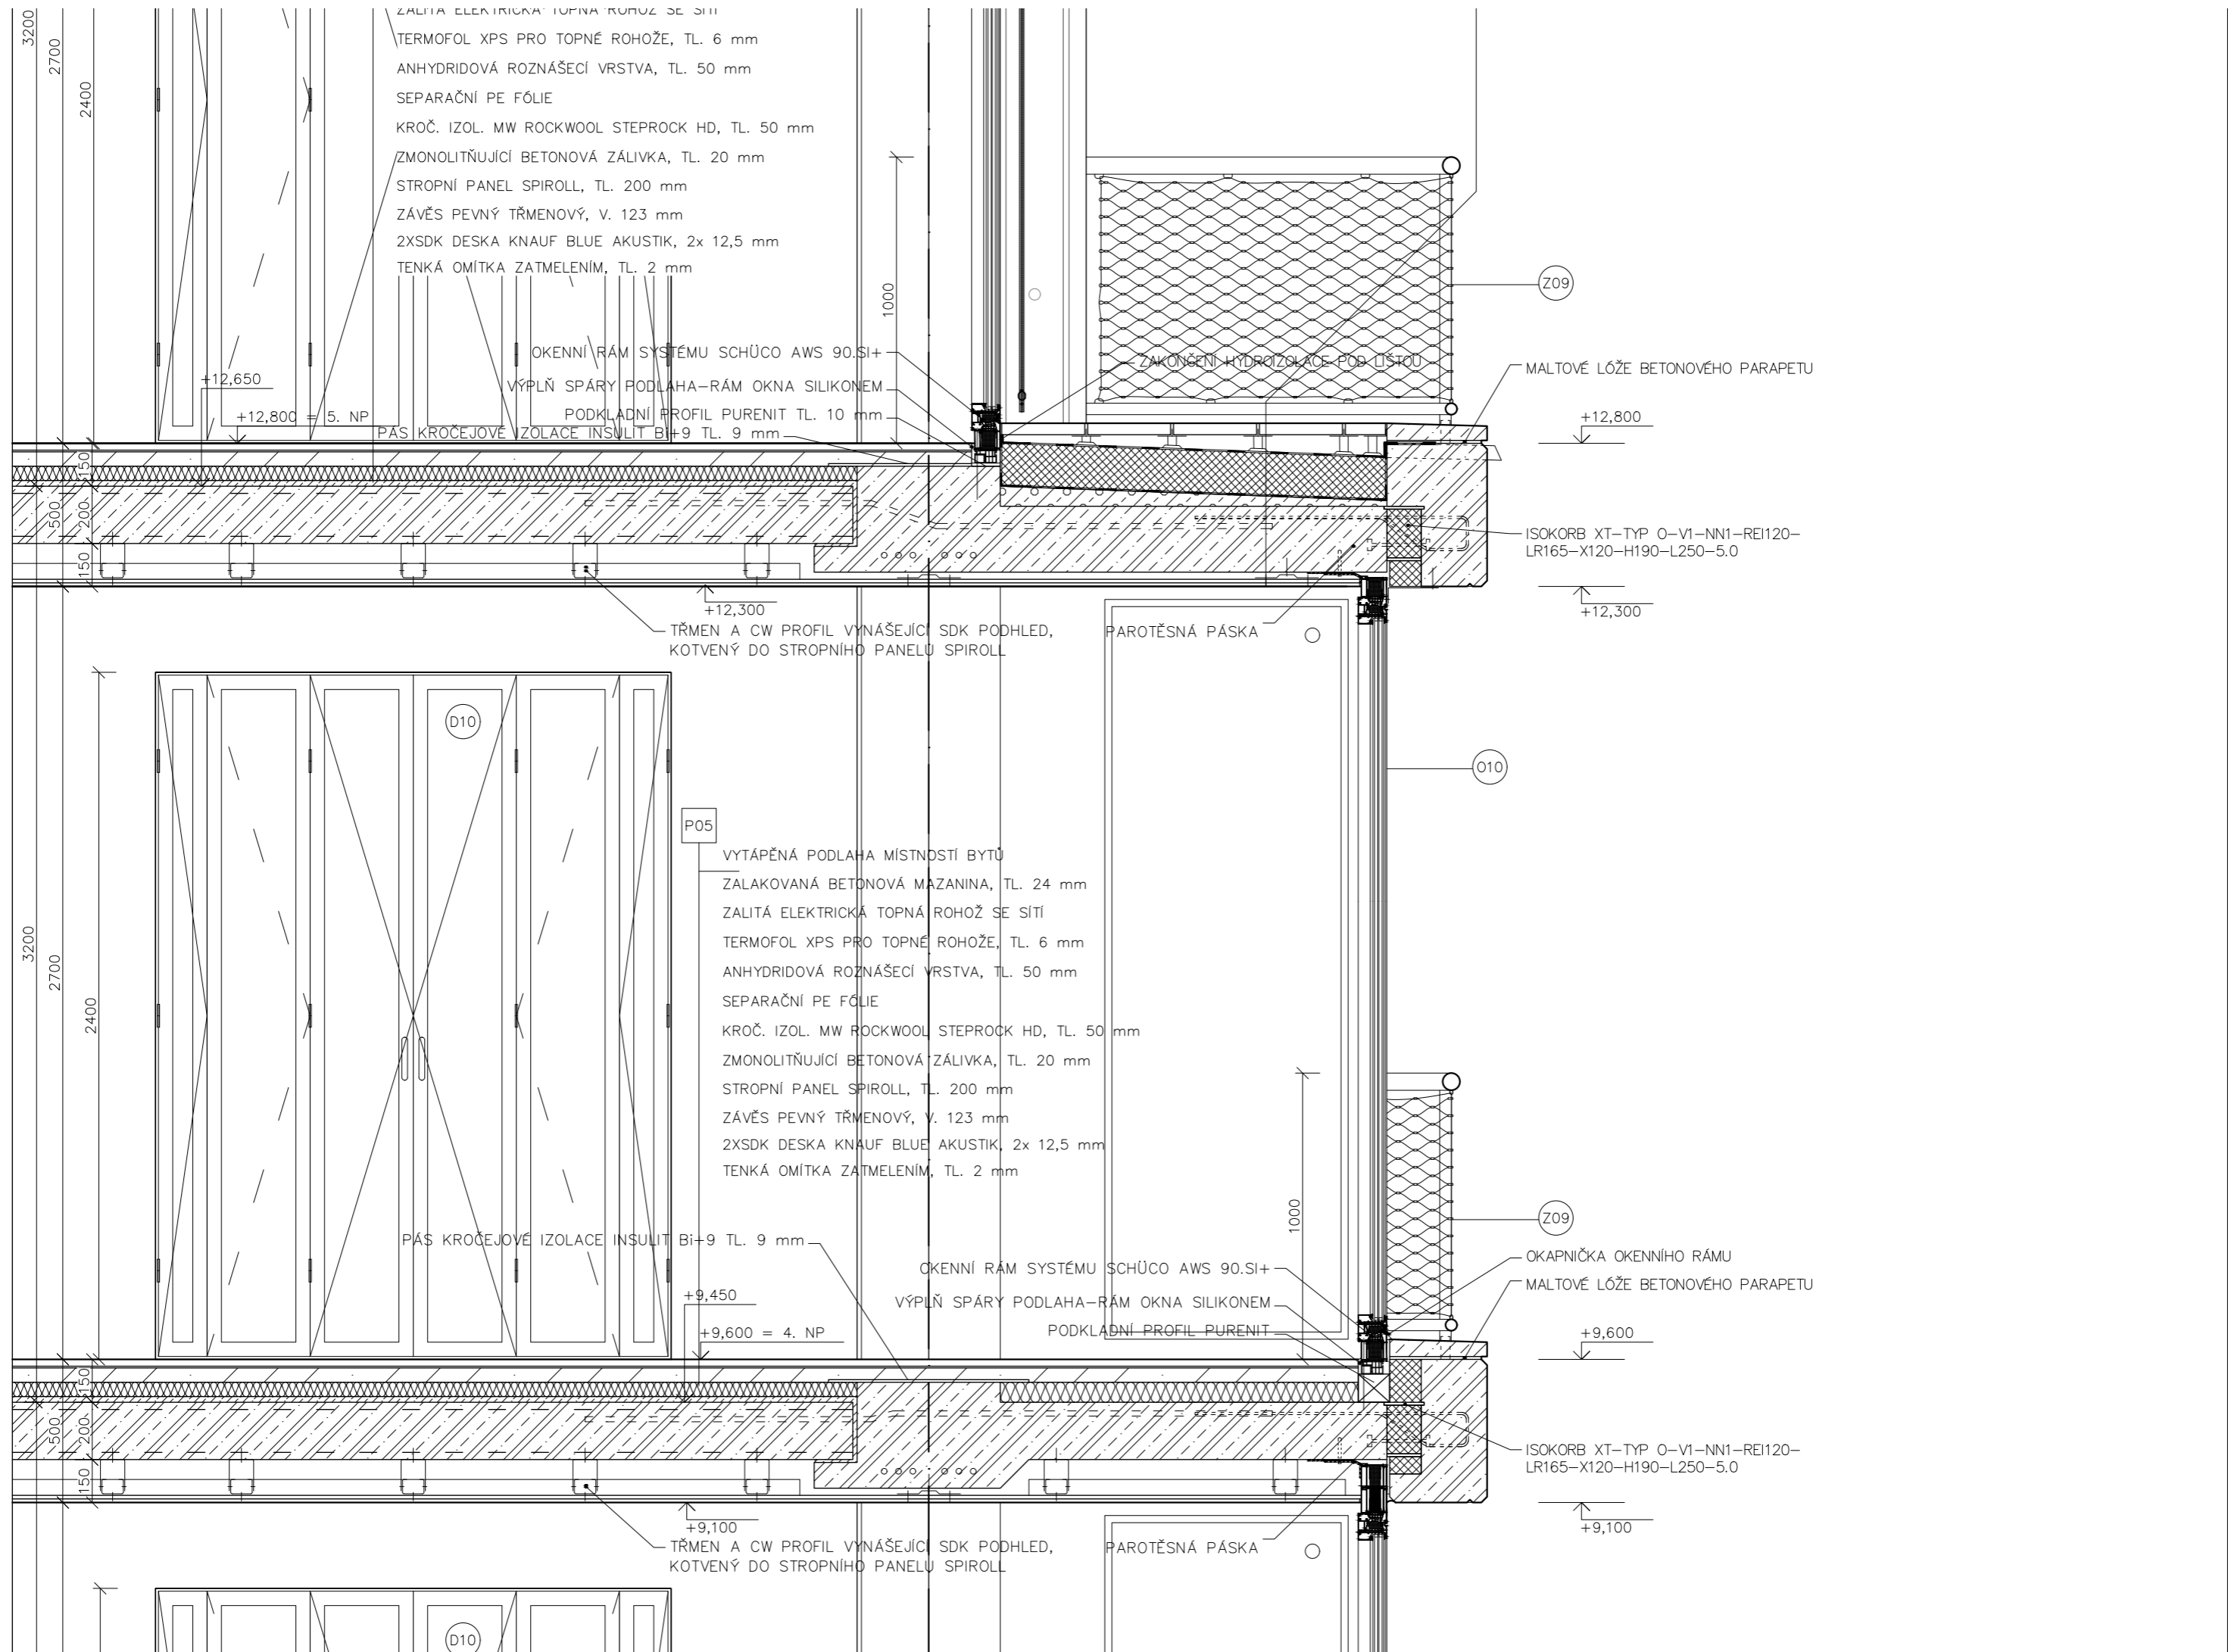 3200
2700
2400
ZALITÁ ELEKTRICKÁ TOPNÁ ROHOŽ SE SÍTÍ
TERMOFOL XPS PRO TOPNÉ ROHOŽE, TL. 6 mm
ANHYDRIDOVÁ ROZNÁŠECÍ VRSTVA, TL. 50 mm
SEPARAČNÍ PE FÓLIE
KROČ. IZOL. MW ROCKWOOL STEPROCK HD, TL. 50 mm
ZMONOLITŇUJÍCÍ BETONOVÁ ZÁLIVKA, TL. 20 mm
STROPNÍ PANEL SPIROLL, TL. 200 mm
ZÁVĚS PEVNÝ TŘMENOVÝ, V. 123 mm
2XSDK DESKA KNAUF BLUE AKUSTIK, 2x 12,5 mm
TENKÁ OMÍTKA ZATMELENÍM, TL. 2 mm
1000
Z09
OKENNÍ RÁM SYSTÉMU SCHÜCO AWS 90.SI+
ZAKONČENÍ HYDROIZOLACE POD LIŠTOU
MALTOVÉ LÓŽE BETONOVÉHO PARAPETU
+12,650
VÝPLŇ SPÁRY PODLAHA-RÁM OKNA SILIKONEM
+12,800 = 5. NP
PODKLADNÍ PROFIL PURENIT TL. 10 mm
+12,800
PÁS KROČEJOVÉ IZOLACE INSULIT Bi+9 TL. 9 mm
150
500
200
150
ISOKORB XT-TYP O-V1-NN1-REI120-
LR165-X120-H190-L250-5.0
+12,300
+12,300
TŘMEN A CW PROFIL VYNÁŠEJÍCÍ SDK PODHLED,
KOTVENÝ DO STROPNÍHO PANELU SPIROLL
PAROTĚSNÁ PÁSKA
D10
O10
P05
VYTÁPĚNÁ PODLAHA MÍSTNOSTÍ BYTŮ
ZALAKOVANÁ BETONOVÁ MAZANINA, TL. 24 mm
ZALITÁ ELEKTRICKÁ TOPNÁ ROHOŽ SE SÍTÍ
TERMOFOL XPS PRO TOPNÉ ROHOŽE, TL. 6 mm
ANHYDRIDOVÁ ROZNÁŠECÍ VRSTVA, TL. 50 mm
SEPARAČNÍ PE FÓLIE
KROČ. IZOL. MW ROCKWOOL STEPROCK HD, TL. 50 mm
ZMONOLITŇUJÍCÍ BETONOVÁ ZÁLIVKA, TL. 20 mm
STROPNÍ PANEL SPIROLL, TL. 200 mm
ZÁVĚS PEVNÝ TŘMENOVÝ, V. 123 mm
2XSDK DESKA KNAUF BLUE AKUSTIK, 2x 12,5 mm
TENKÁ OMÍTKA ZATMELENÍM, TL. 2 mm
3200
2700
2400
1000
Z09
PÁS KROČEJOVÉ IZOLACE INSULIT Bi+9 TL. 9 mm
OKAPNIČKA OKENNÍHO RÁMU
OKENNÍ RÁM SYSTÉMU SCHÜCO AWS 90.SI+
MALTOVÉ LÓŽE BETONOVÉHO PARAPETU
+9,450
VÝPLŇ SPÁRY PODLAHA-RÁM OKNA SILIKONEM
+9,600 = 4. NP
PODKLADNÍ PROFIL PURENIT
+9,600
150
500
200
150
ISOKORB XT-TYP O-V1-NN1-REI120-
LR165-X120-H190-L250-5.0
+9,100
+9,100
TŘMEN A CW PROFIL VYNÁŠEJÍCÍ SDK PODHLED,
KOTVENÝ DO STROPNÍHO PANELU SPIROLL
PAROTĚSNÁ PÁSKA
D10